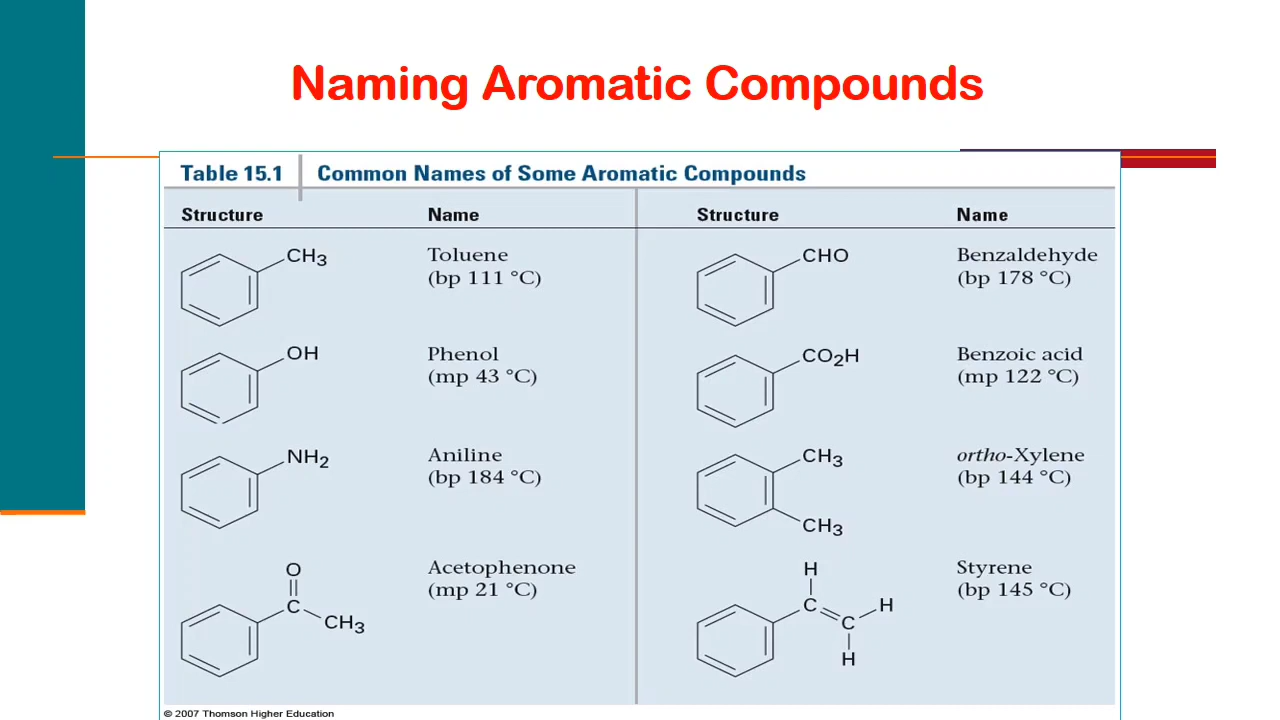 Naming Aromatic Compounds
Table 15.1 Common Names of Some Aromatic Compounds
Structure Name Structure Name
CH3 Toluene
(bp 111 °C)
CHO Benzaldehyde
(bp 178 °C)
OH Phenol
(mp 43 °C)
CO2H Benzoic acid
(mp 122 °C)
NH2 Aniline
(bp 184 °C)
CH3 ortho-Xylene
(bp 144 °C)
CH3
O Acetophenone
(mp 21 °C)
C
CH3
H Styrene
(bp 145 °C)
C H
C
H
© 2007 Thomson Higher Education